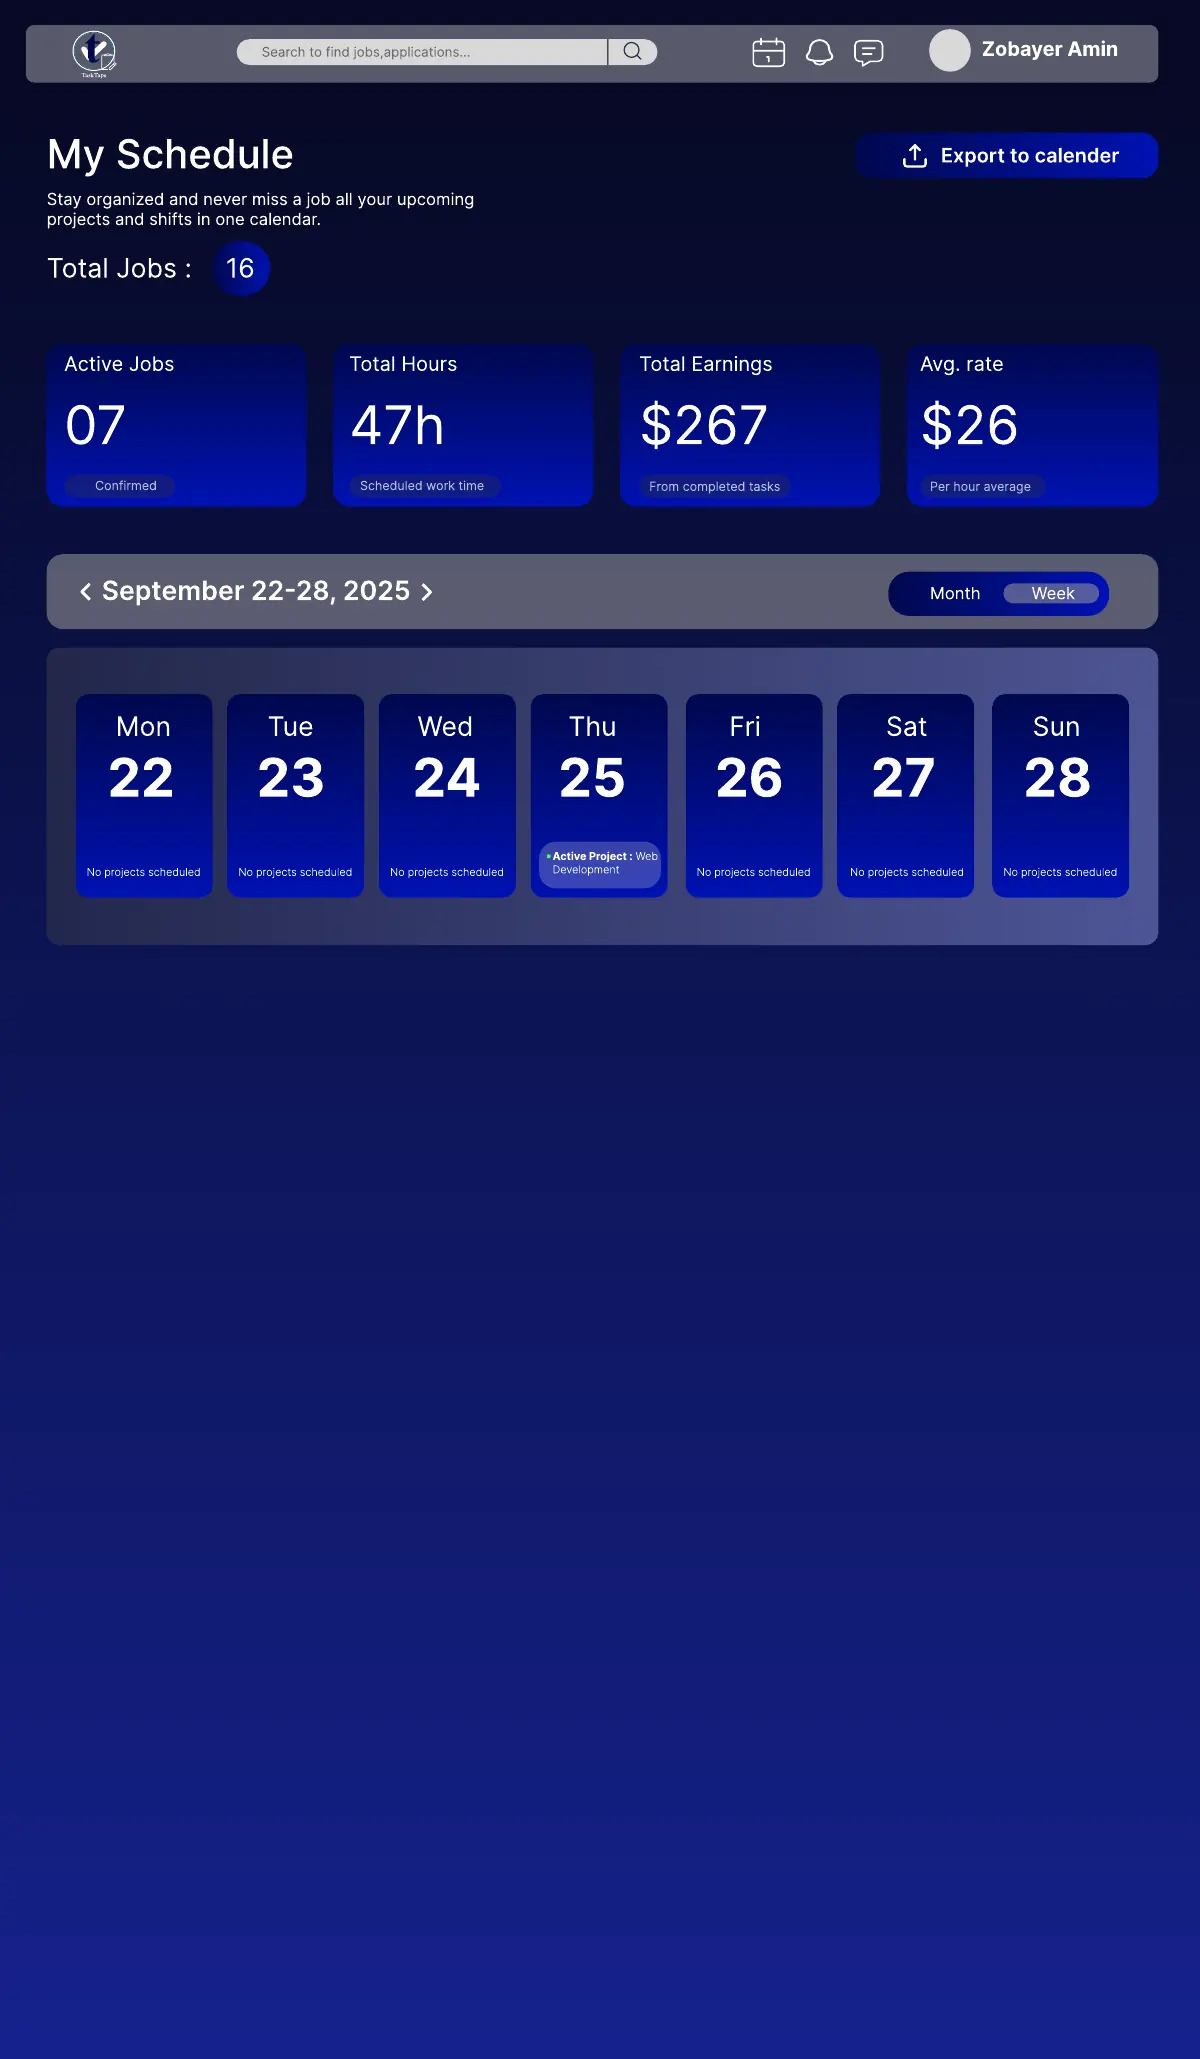 TaskTaps
Search to find jobs,applications...
1
Zobayer Amin
My Schedule
Export to calender
Stay organized and never miss a job all your upcoming
projects and shifts in one calendar.
Total Jobs : 16
Active Jobs
07
Confirmed
Total Hours
47h
Scheduled work time
Total Earnings
$267
From completed tasks
Avg. rate
$26
Per hour average
September 22-28, 2025
Month
Week
Mon
22
No projects scheduled
Tue
23
No projects scheduled
Wed
24
No projects scheduled
Thu
25
Active Project : Web
Development
Fri
26
No projects scheduled
Sat
27
No projects scheduled
Sun
28
No projects scheduled